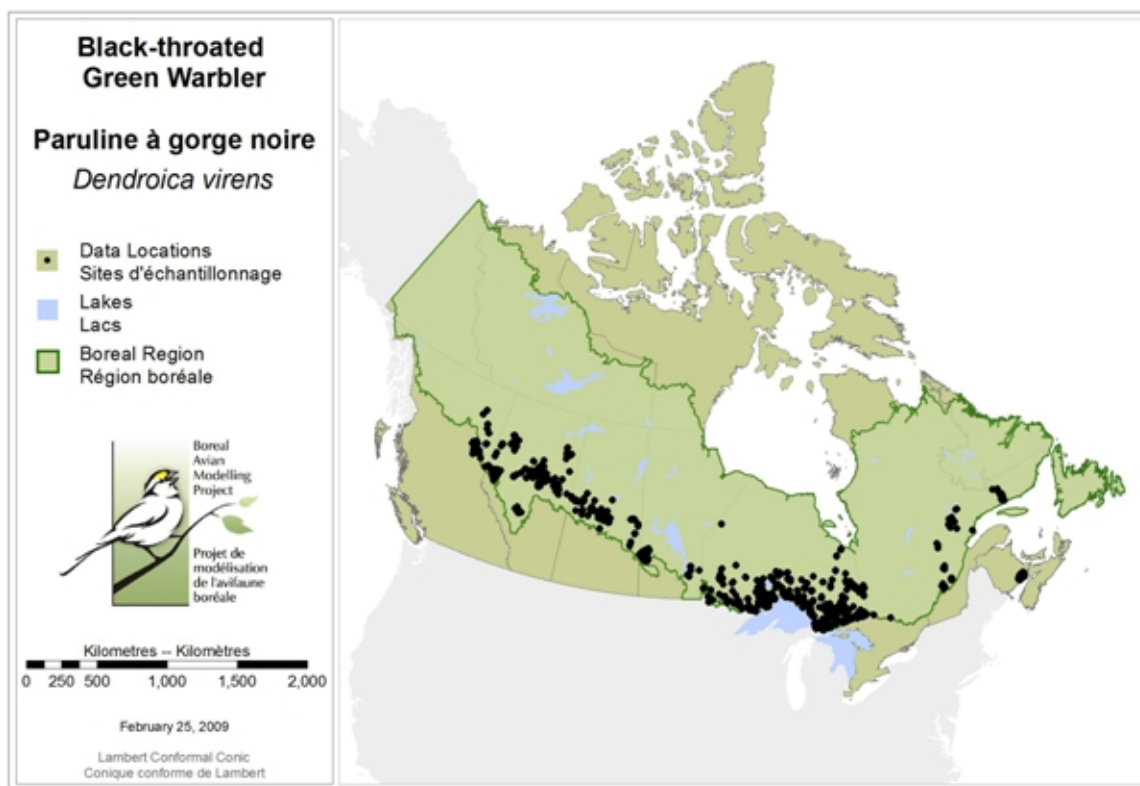 Black-throated
Green Warbler
Paruline à gorge noire
Dendroica virens
Data Locations
Sites d'échantillonnage
Lakes
Lacs
Boreal Region
Région boréale
Boreal
Avian
Modelling
Project
Projet de
modélisation
de l'avifaune
boréale
Kilometres -- Kilomètres
0 250 500 1,000 1,500 2,000
February 25, 2009
Lambert Conformal Conic
Conique conforme de Lambert